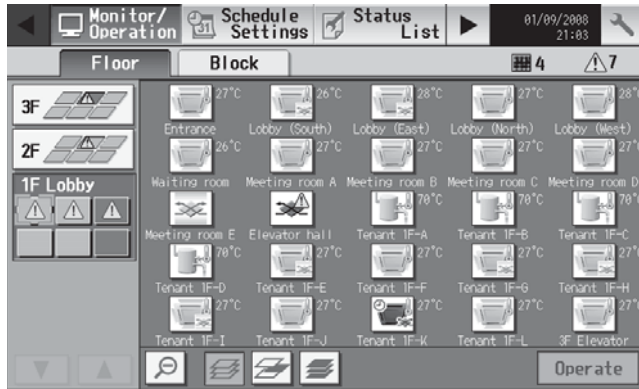 Monitor/ Operation
31 Schedule Settings
Status List
01/09/2008
21:03
Floor
Block
4
7
3F
2F
1F Lobby
27°C 26°C 28°C 27°C 28°
Entrance Lobby (South) Lobby (East) Lobby (North) Lobby (West)
26°C 27°C 27°C 27°C 27°
Waiting room Meeting room A Meeting room B Meeting room C Meeting room D
70°C 70°C 70°
Meeting room E Elevator hall Tenant 1F-A Tenant 1F-B Tenant 1F-C
70°C 27°C 27°C 27°C 27°
Tenant 1F-D Tenant 1F-E Tenant 1F-F Tenant 1F-G Tenant 1F-H
27°C 27°C 27°C 27°C 27°
Tenant 1F-I Tenant 1F-J Tenant 1F-K Tenant 1F-L 3F Elevator
Operate